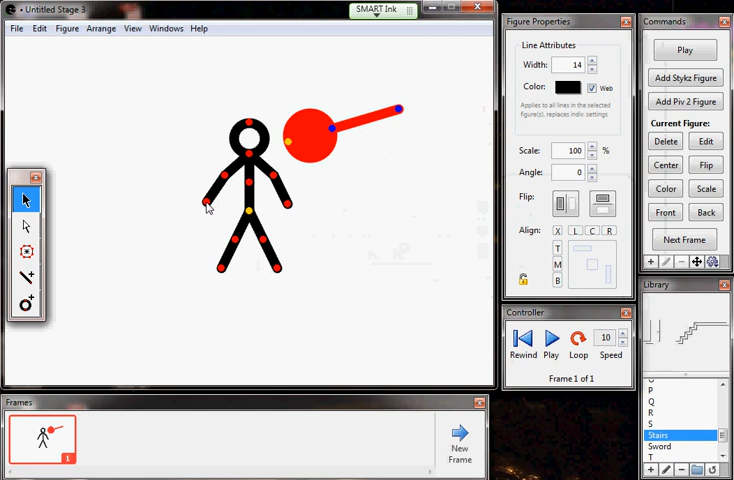 • Untitled Stage 3
SMART Ink
File Edit Figure Arrange View Windows Help
Figure Properties
Line Attributes
Width: 14
Color: Web
Applies to all lines in the selected
figure(s), replaces indiv. settings
Scale: 100 %
Angle: 0
Flip:
Align: X L C R
T
M
B
Commands
Play
Add Stykz Figure
Add Piv 2 Figure
Current Figure:
Delete Edit
Center Flip
Color Scale
Front Back
Next Frame
Controller
Rewind Play Loop Speed
10
Frame 1 of 1
Library
P
Q
R
S
Stairs
Sword
T
Frames
1
New
Frame